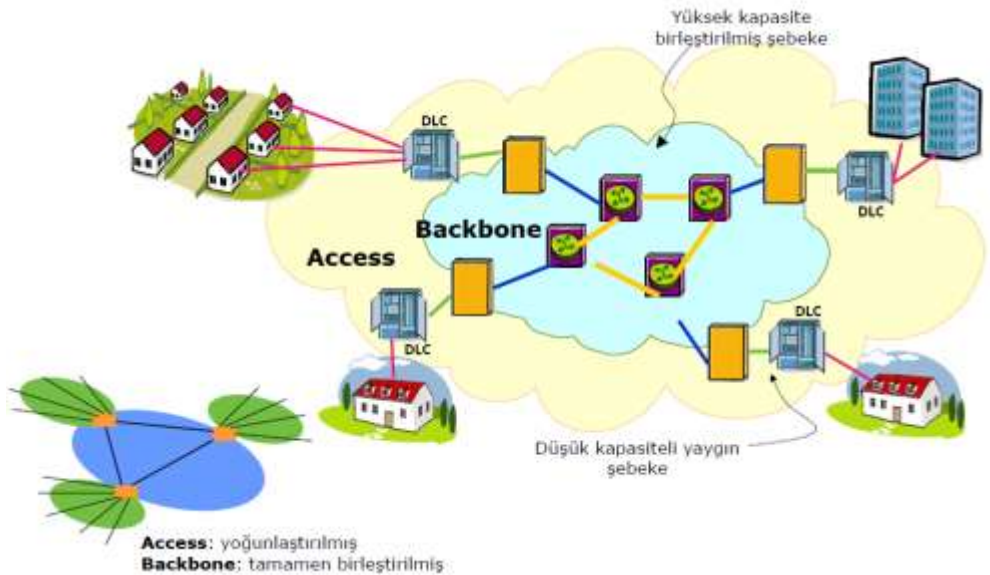 Yüksek kapasite
birleştirilmiş şebeke
DLC
DLC
Backbone
Access
DLC
DLC
Düşük kapasiteli yaygın
şebeke
Access: yoğunlaştırılmış
Backbone: tamamen birleştirilmiş